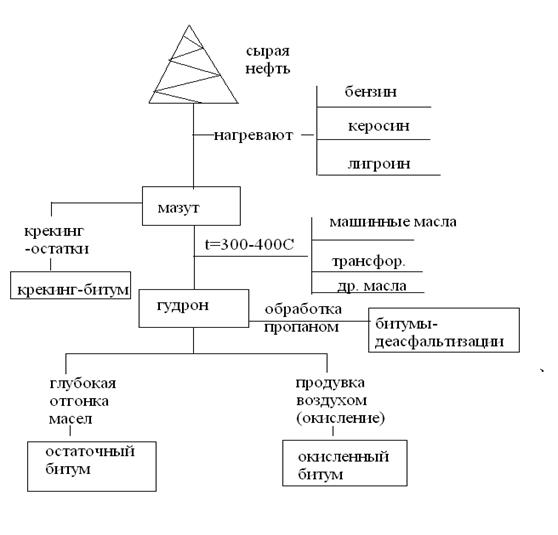 сырая
нефть
нагревают
бензин
керосин
лигроин
мазут
крекинг
-остатки
крекинг-битум
t=300-400С
машинные масла
трансфор.
др. масла
гудрон
обработка
пропаном
битумы-
деасфальтизации
глубокая
отгонка
масел
остаточный
битум
продувка
воздухом
(окисление)
окисленный
битум